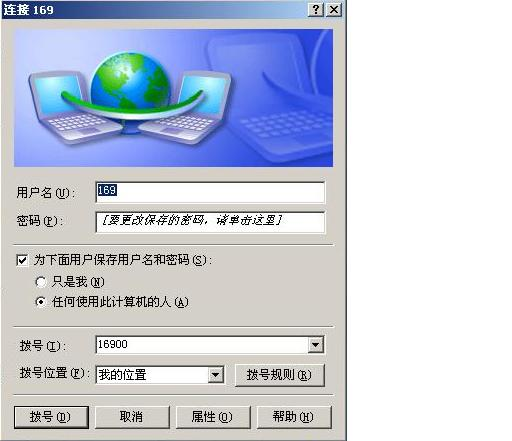 连接 169
用户名(U): 169
密码(P): [要更改保存的密码，请单击这里]
为下面用户保存用户名和密码(S):
只是我(N)
任何使用此计算机的人(A)
拨号(I): 16900
拨号位置(F): 我的位置 拨号规则(R)
拨号(D) 取消 属性(O) 帮助(H)